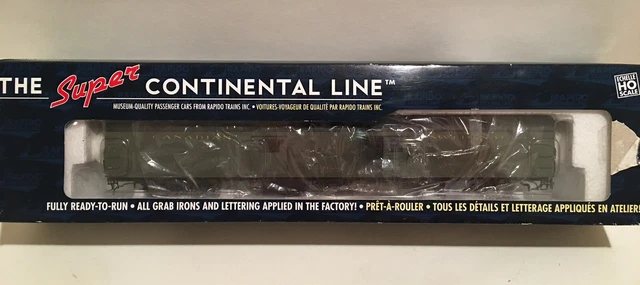 THE Super CONTINENTAL LINE™
ÉCHELLE
HO
SCALE
MUSEUM-QUALITY PASSENGER CARS FROM RAPIDO TRAINS INC. • VOITURES-VOYAGEUR DE QUALITÉ PAR RAPIDO TRAINS INC.
FULLY READY-TO-RUN • ALL GRAB IRONS AND LETTERING APPLIED IN THE FACTORY! • PRÊT-À-ROULER • TOUS LES DÉTAILS ET LETTERAGE APPLIQUÉS EN ATELIER!